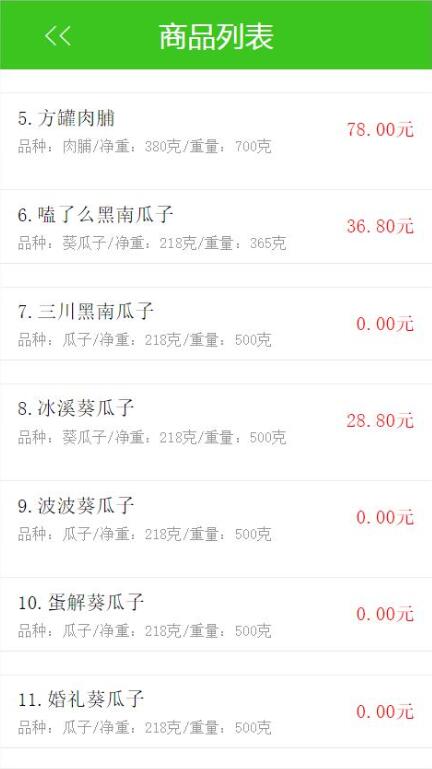 商品列表
5.方罐肉脯
78.00元
品种：肉脯/净重：380克/重量：700克
6.嗑了么黑南瓜子
36.80元
品种：葵瓜子/净重：218克/重量：365克
7.三川黑南瓜子
0.00元
品种：瓜子/净重：218克/重量：500克
8.冰溪葵瓜子
28.80元
品种：葵瓜子/净重：218克/重量：500克
9.波波葵瓜子
0.00元
品种：瓜子/净重：218克/重量：500克
10.蛋解葵瓜子
0.00元
品种：瓜子/净重：218克/重量：500克
11.婚礼葵瓜子
0.00元
品种：瓜子/净重：218克/重量：500克